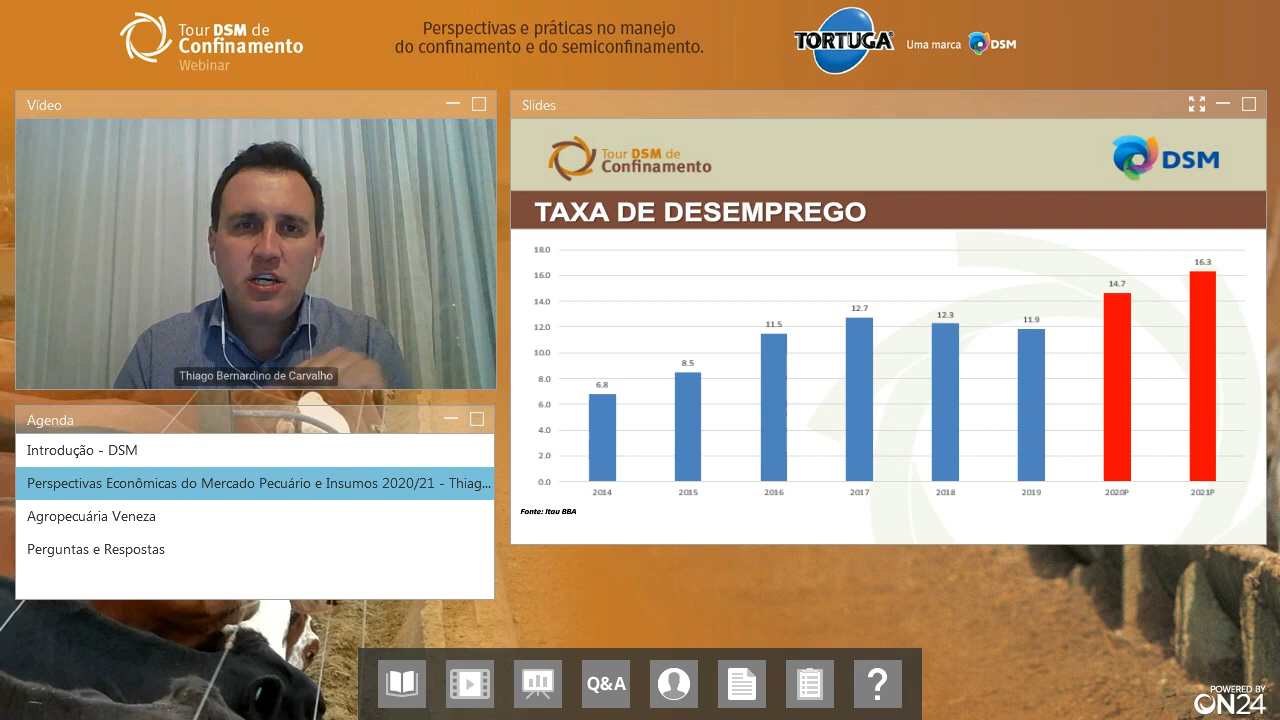 Tour DSM de
Confinamento
Webinar
Perspectivas e práticas no manejo
do confinamento e do semiconfinamento.
TORTUGA
Uma marca DSM
Vídeo
Thiago Bernardino de Carvalho
Agenda
Introdução - DSM
Perspectivas Econômicas do Mercado Pecuário e Insumos 2020/21 - Thiag...
Agropecuária Veneza
Perguntas e Respostas
Slides
Tour DSM de
Confinamento
DSM
TAXA DE DESEMPREGO
18.0
16.0
14.0
12.0
10.0
8.0
6.0
4.0
2.0
0.0
6.8
8.5
11.5
12.7
12.3
11.9
14.7
16.3
2014 2015 2016 2017 2018 2019 2020P 2021P
Fonte: Itau BBA
Q&A
?
POWERED BY
ON24